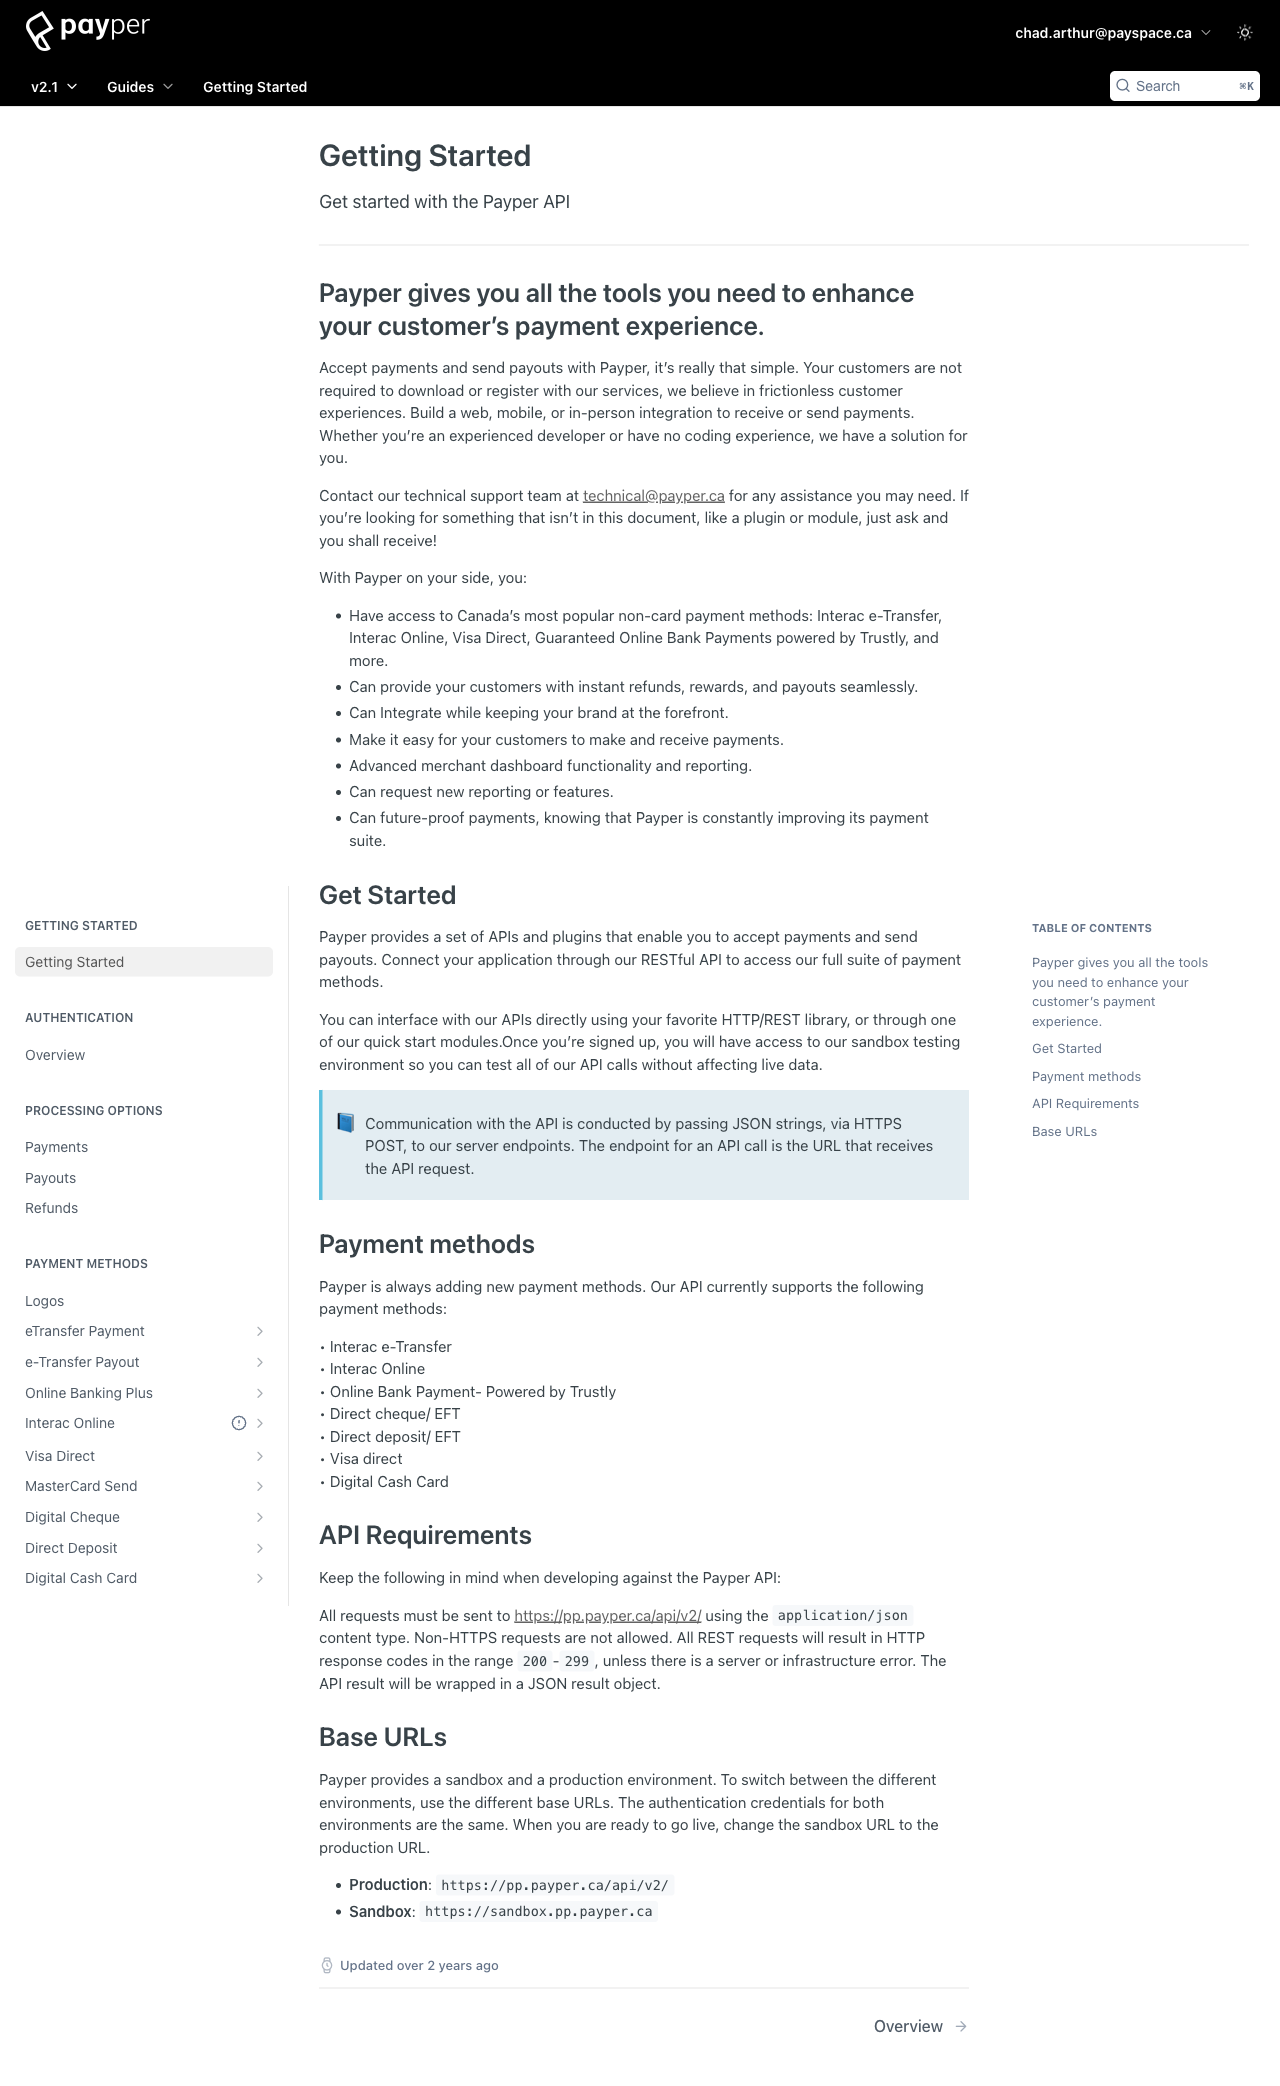 payper
chad.arthur@payspace.ca
v2.1
Guides
Getting Started
Search
⌘K
Getting Started
Get started with the Payper API
Payper gives you all the tools you need to enhance
your customer’s payment experience.
Accept payments and send payouts with Payper, it’s really that simple. Your customers are not
required to download or register with our services, we believe in frictionless customer
experiences. Build a web, mobile, or in-person integration to receive or send payments.
Whether you’re an experienced developer or have no coding experience, we have a solution for
you.
Contact our technical support team at technical@payper.ca for any assistance you may need. If
you’re looking for something that isn’t in this document, like a plugin or module, just ask and
you shall receive!
With Payper on your side, you:
• Have access to Canada’s most popular non-card payment methods: Interac e-Transfer,
Interac Online, Visa Direct, Guaranteed Online Bank Payments powered by Trustly, and
more.
• Can provide your customers with instant refunds, rewards, and payouts seamlessly.
• Can Integrate while keeping your brand at the forefront.
• Make it easy for your customers to make and receive payments.
• Advanced merchant dashboard functionality and reporting.
• Can request new reporting or features.
• Can future-proof payments, knowing that Payper is constantly improving its payment
suite.
GETTING STARTED
Getting Started
AUTHENTICATION
Overview
PROCESSING OPTIONS
Payments
Payouts
Refunds
PAYMENT METHODS
Logos
eTransfer Payment
e-Transfer Payout
Online Banking Plus
Interac Online
Visa Direct
MasterCard Send
Digital Cheque
Direct Deposit
Digital Cash Card
Get Started
Payper provides a set of APIs and plugins that enable you to accept payments and send
payouts. Connect your application through our RESTful API to access our full suite of payment
methods.
You can interface with our APIs directly using your favorite HTTP/REST library, or through one
of our quick start modules.Once you’re signed up, you will have access to our sandbox testing
environment so you can test all of our API calls without affecting live data.
Communication with the API is conducted by passing JSON strings, via HTTPS
POST, to our server endpoints. The endpoint for an API call is the URL that receives
the API request.
Payment methods
Payper is always adding new payment methods. Our API currently supports the following
payment methods:
• Interac e-Transfer
• Interac Online
• Online Bank Payment- Powered by Trustly
• Direct cheque/ EFT
• Direct deposit/ EFT
• Visa direct
• Digital Cash Card
API Requirements
Keep the following in mind when developing against the Payper API:
All requests must be sent to https://pp.payper.ca/api/v2/ using the application/json
content type. Non-HTTPS requests are not allowed. All REST requests will result in HTTP
response codes in the range 200 - 299 , unless there is a server or infrastructure error. The
API result will be wrapped in a JSON result object.
Base URLs
Payper provides a sandbox and a production environment. To switch between the different
environments, use the different base URLs. The authentication credentials for both
environments are the same. When you are ready to go live, change the sandbox URL to the
production URL.
• Production: https://pp.payper.ca/api/v2/
• Sandbox: https://sandbox.pp.payper.ca
Updated over 2 years ago
Overview →
TABLE OF CONTENTS
Payper gives you all the tools
you need to enhance your
customer’s payment
experience.
Get Started
Payment methods
API Requirements
Base URLs